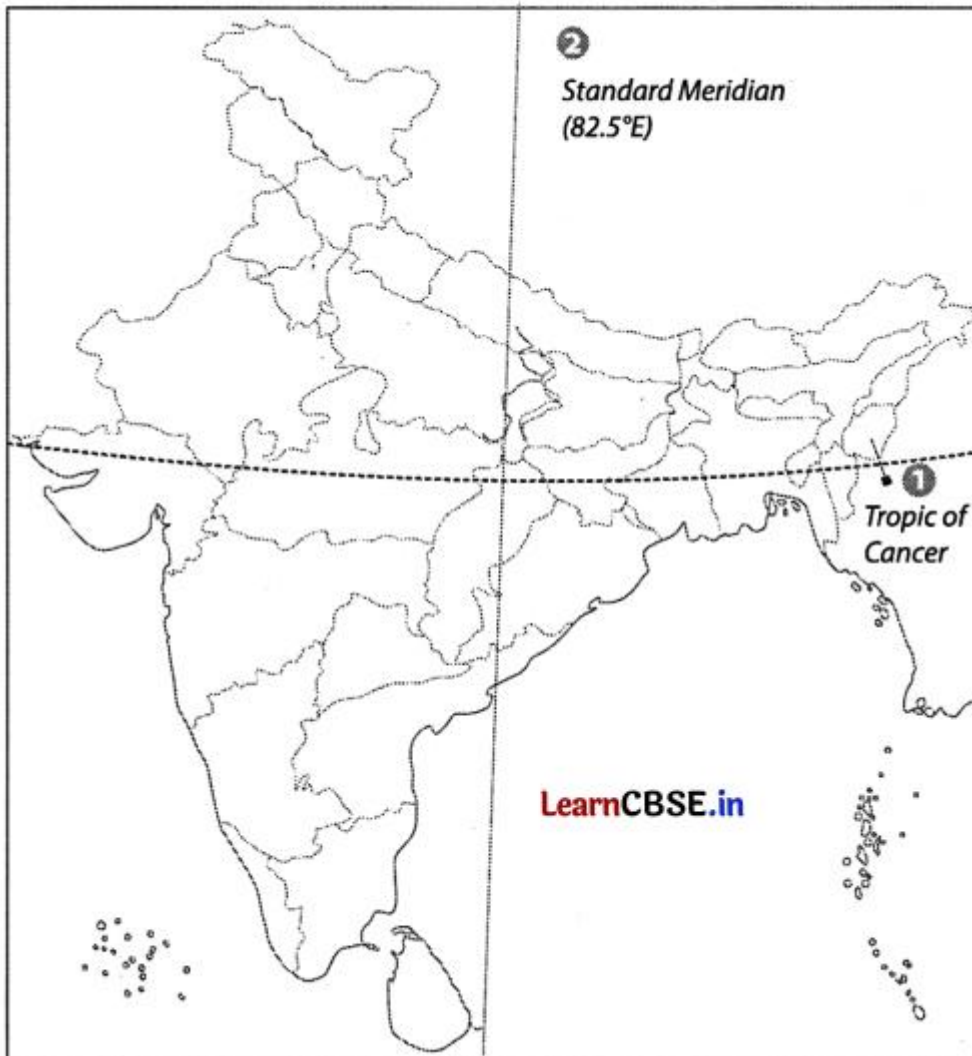 2
Standard Meridian
(82.5°E)
1
Tropic of
Cancer
LearnCBSE.in